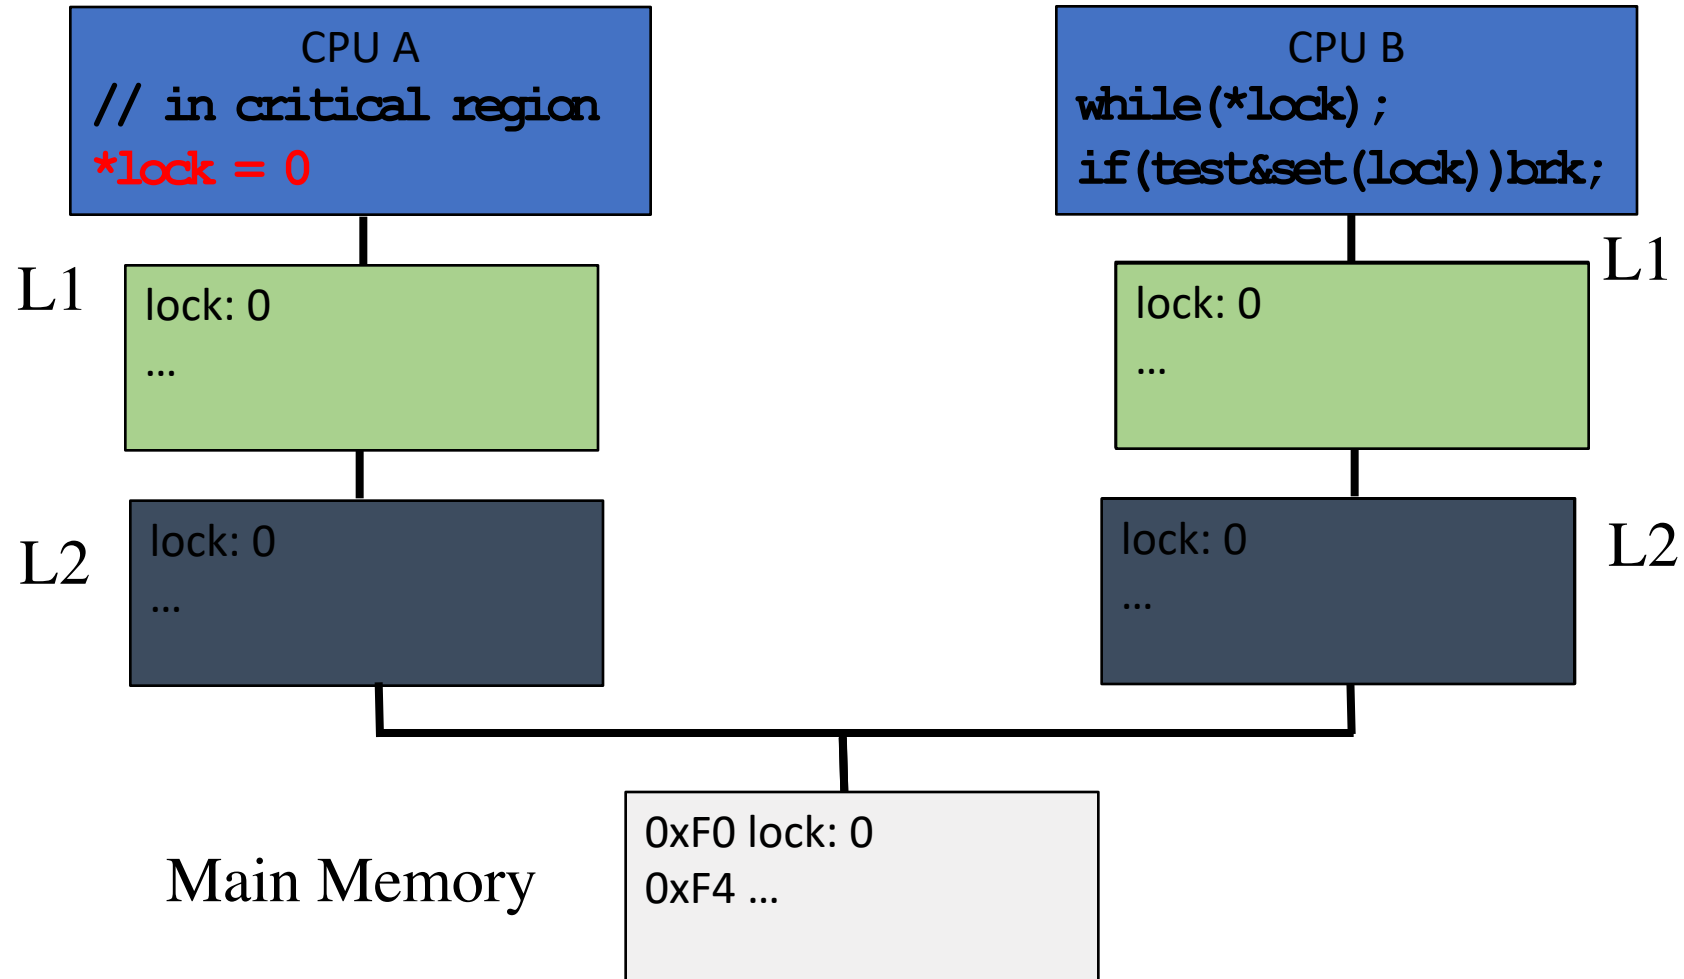 CPU A
// in critical region
*lock = 0
CPU B
while(*lock);
if(test&set(lock))brk;
L1
lock: 0
...
lock: 0
...
L1
L2
lock: 0
...
lock: 0
...
L2
Main Memory
0xF0 lock: 0
0xF4 ...